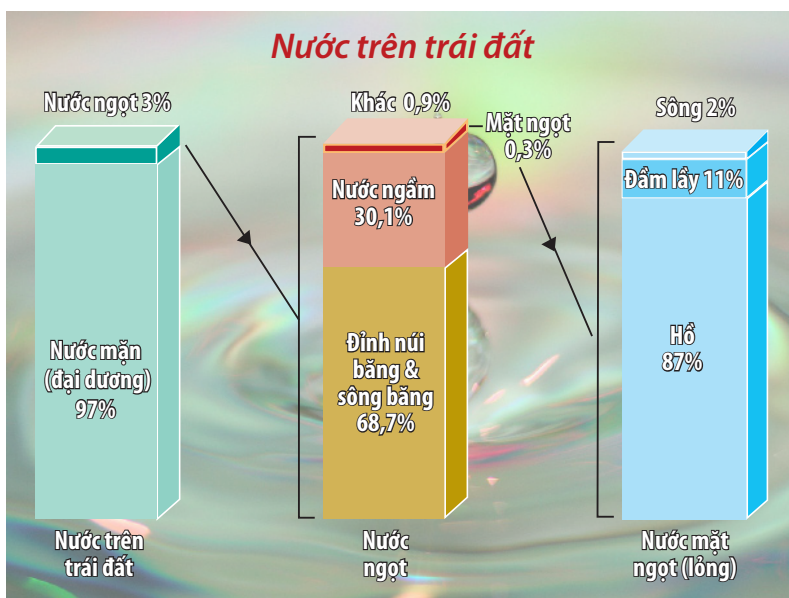 Nước trên trái đất
Nước ngọt 3%
Nước mặn
(đại dương)
97%
Nước trên
trái đất
Khác 0,9%
Mặt ngọt
0,3%
Nước ngầm
30,1%
Đỉnh núi
băng &
sông băng
68,7%
Nước
ngọt
Sông 2%
Đầm lầy 11%
Hồ
87%
Nước mặt
ngọt (lỏng)